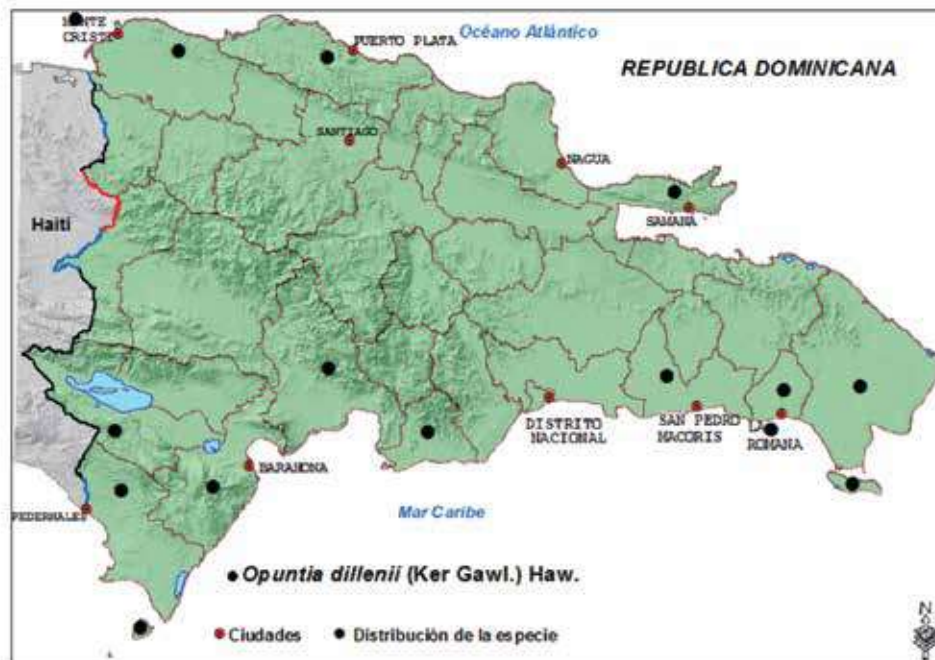 MONTE
CRISTI
Océano Atlántico
PUERTO PLATA
REPUBLICA DOMINICANA
SANTIAGO
NAGUA
SAMANA
Haití
DISTRITO
NACIONAL
SAN PEDRO
MACORIS
LA
ROMANA
BARAHONA
PEDERNALES
Mar Caribe
Opuntia dillenii (Ker Gawl.) Haw.
Ciudades
Distribución de la especie
N